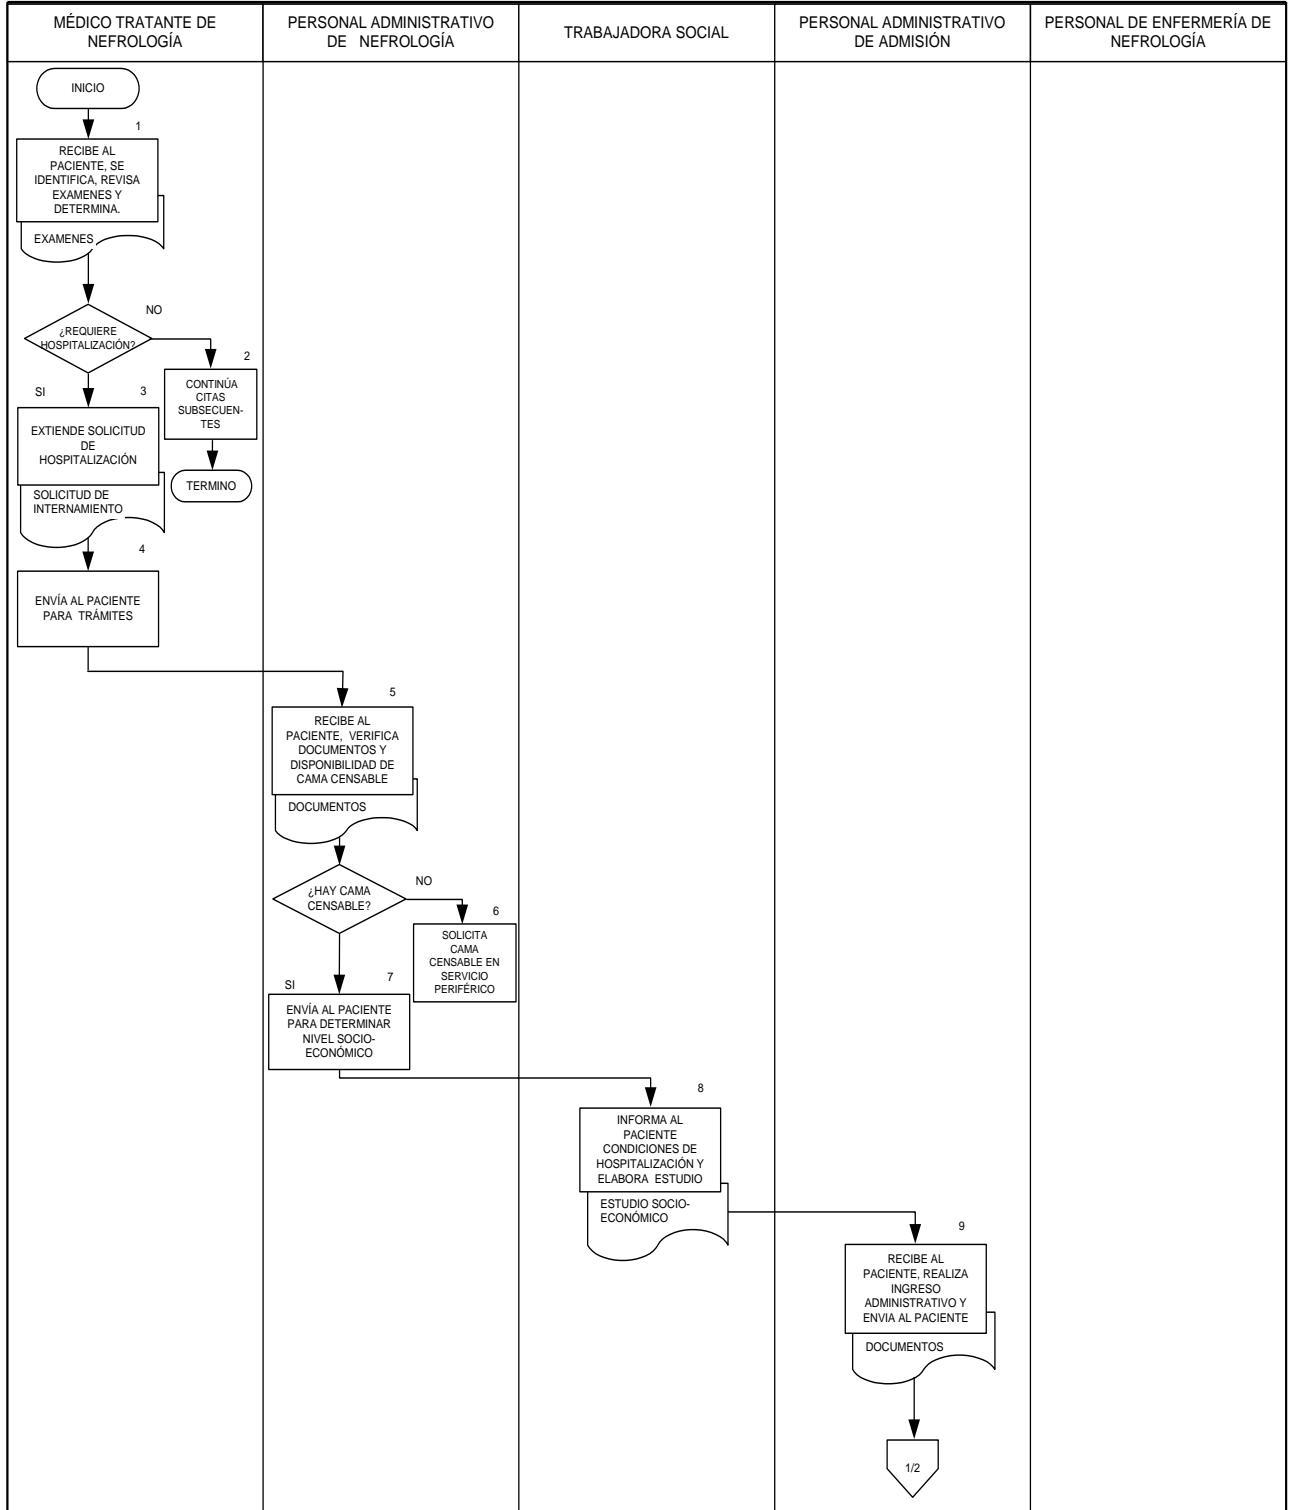 MÉDICO TRATANTE DE
NEFROLOGÍA
PERSONAL ADMINISTRATIVO
DE NEFROLOGÍA
TRABAJADORA SOCIAL
PERSONAL ADMINISTRATIVO
DE ADMISIÓN
PERSONAL DE ENFERMERÍA DE
NEFROLOGÍA
INICIO
1
RECIBE AL
PACIENTE, SE
IDENTIFICA, REVISA
EXAMENES Y
DETERMINA.
EXAMENES
NO
¿REQUIERE
HOSPITALIZACIÓN?
2
CONTINÚA
CITAS
SUBSECUEN-
TES
TERMINO
SI
3
EXTIENDE SOLICITUD
DE
HOSPITALIZACIÓN
SOLICITUD DE
INTERNAMIENTO
4
ENVÍA AL PACIENTE
PARA TRÁMITES
5
RECIBE AL
PACIENTE, VERIFICA
DOCUMENTOS Y
DISPONIBILIDAD DE
CAMA CENSABLE
DOCUMENTOS
¿HAY CAMA
CENSABLE?
NO
6
SOLICITA
CAMA
CENSABLE EN
SERVICIO
PERIFÉRICO
SI
7
ENVÍA AL PACIENTE
PARA DETERMINAR
NIVEL SOCIO-
ECONÓMICO
8
INFORMA AL
PACIENTE
CONDICIONES DE
HOSPITALIZACIÓN Y
ELABORA ESTUDIO
ESTUDIO SOCIO-
ECONÓMICO
9
RECIBE AL
PACIENTE, REALIZA
INGRESO
ADMINISTRATIVO Y
ENVIA AL PACIENTE
DOCUMENTOS
1/2